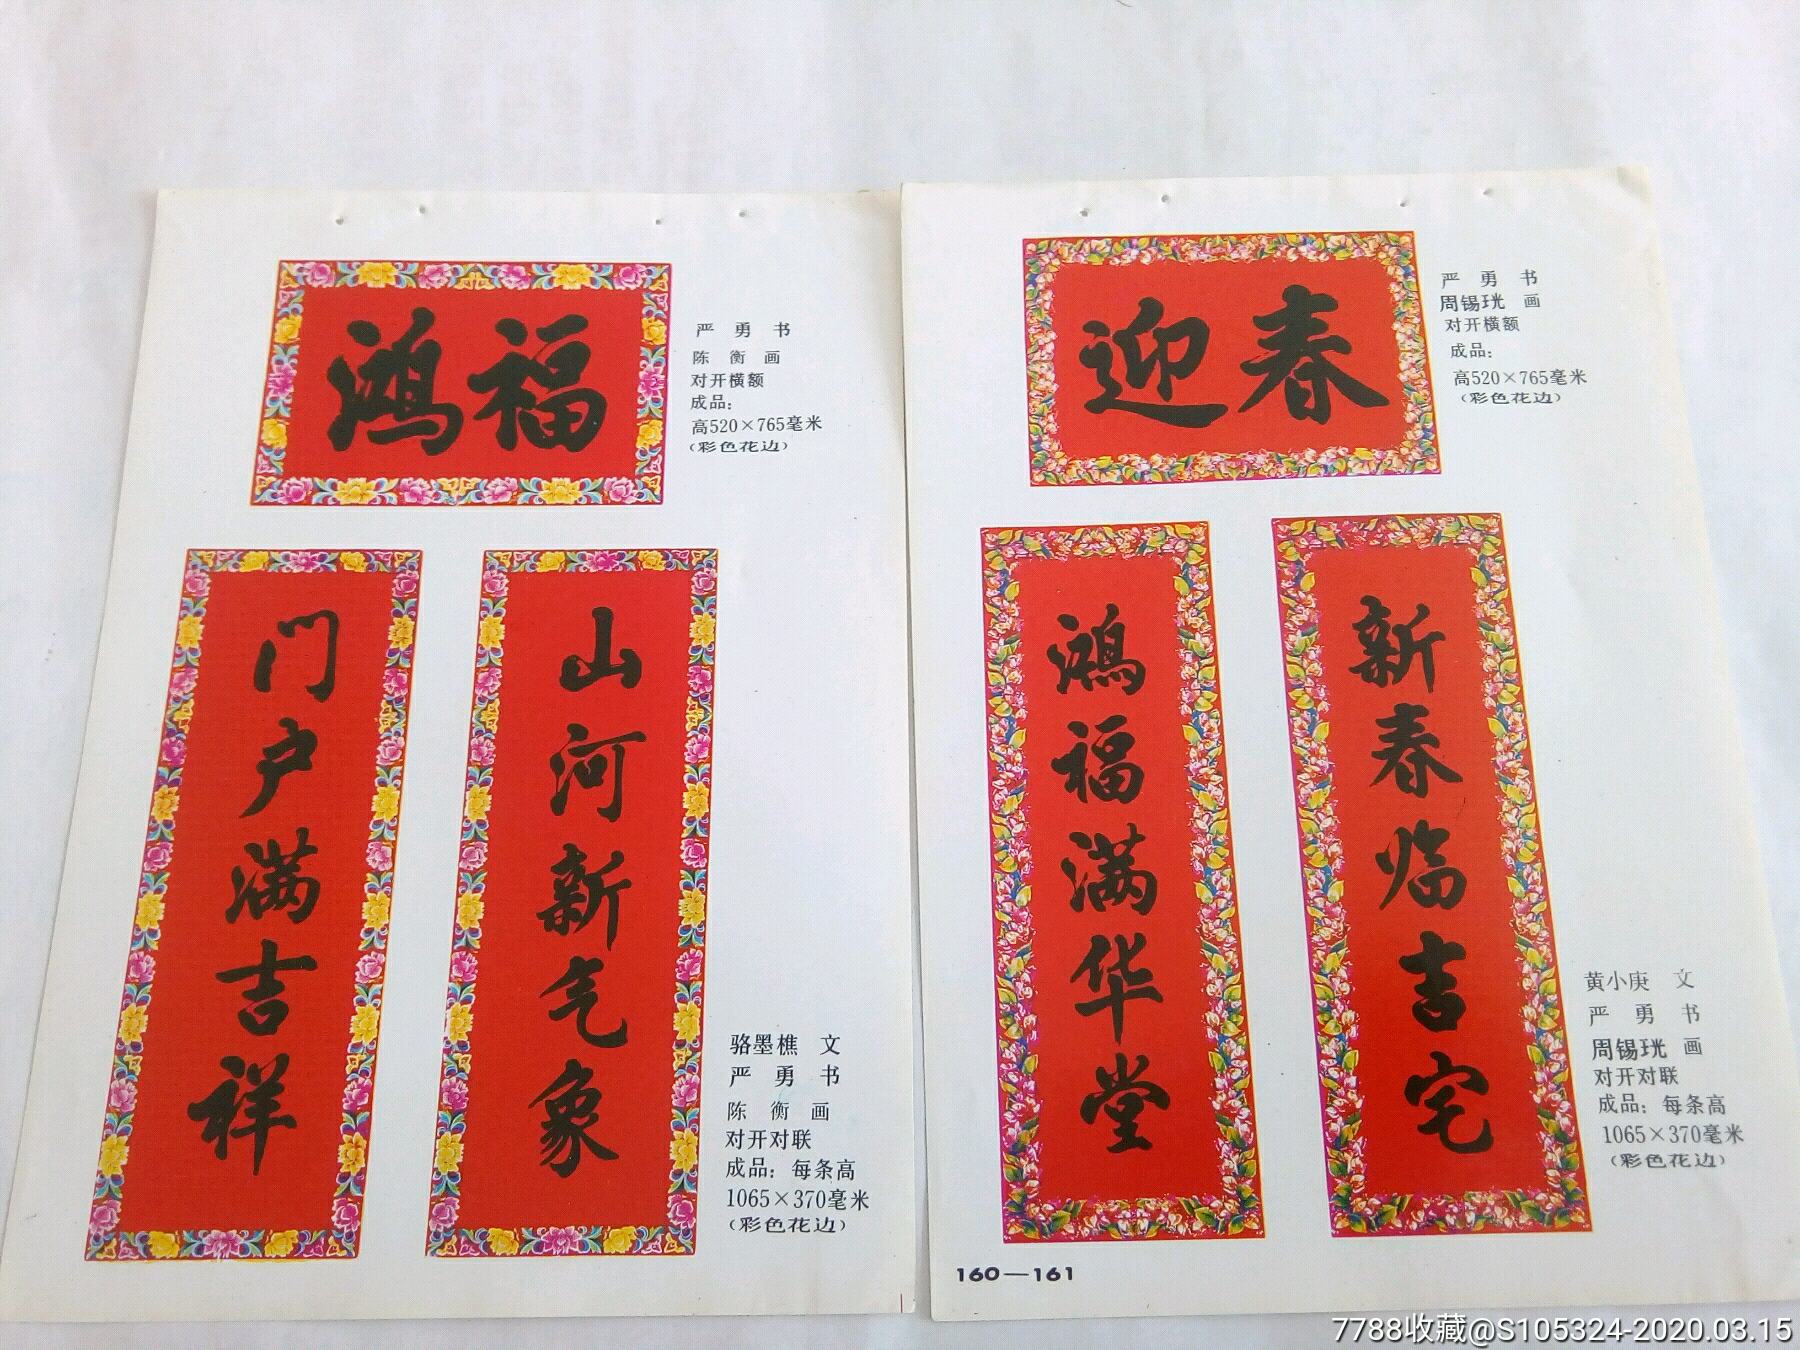 鸿福
严勇书
陈衡画
对开横额
成品：
高520×765毫米
（彩色花边）
山河新气象
门户满吉祥
骆墨樵 文
严勇书
陈衡画
对开对联
成品：每条高
1065×370毫米
（彩色花边）
迎春
严勇书
周锡珖 画
对开横额
成品：
高520×765毫米
（彩色花边）
新春临吉宅
鸿福满华堂
黄小庚 文
严勇书
周锡珖 画
对开对联
成品：每条高
1065×370毫米
（彩色花边）
160—161
7788收藏@S105324-2020.03.15